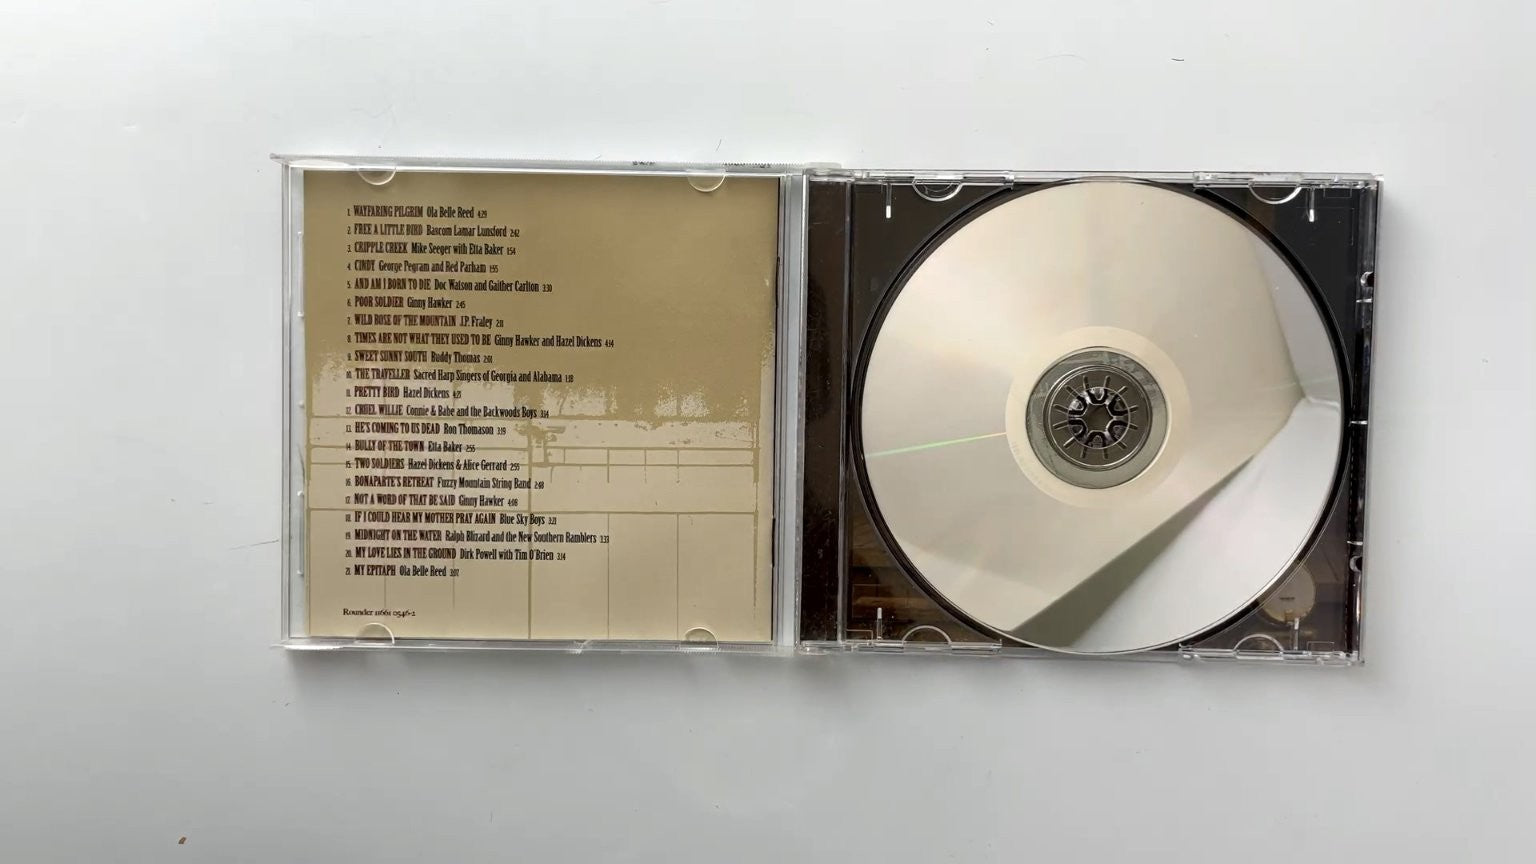 1. WAYFARING PILGRIM Ola Belle Reed 4:29
2. FREE A LITTLE BIRD Bascom Lamar Lunsford 2:42
3. CRIPPLE CREEK Mike Seeger with Etta Baker 1:54
4. CINDY George Pegram and Red Parham 1:55
5. AND AM I BORN TO DIE Doc Watson and Gaither Carlton 3:30
6. POOR SOLDIER Ginny Hawker 2:45
7. WILD ROSE OF THE MOUNTAIN J.P. Fraley 2:11
8. TIMES ARE NOT WHAT THEY USED TO BE Ginny Hawker and Hazel Dickens 4:14
9. SWEET SUNNY SOUTH Buddy Thomas 2:01
10. THE TRAVELLER Sacred Harp Singers of Georgia and Alabama 1:18
11. PRETTY BIRD Hazel Dickens 4:21
12. CRUEL WILLIE Connie & Babe and the Backwoods Boys 3:14
13. HE'S COMING TO US DEAD Ron Thomason 3:19
14. BULLY OF THE TOWN Etta Baker 2:55
15. TWO SOLDIERS Hazel Dickens & Alice Gerrard 2:55
16. BONAPARTE'S RETREAT Fuzzy Mountain String Band 2:48
17. NOT A WORD OF THAT BE SAID Ginny Hawker 4:08
18. IF I COULD HEAR MY MOTHER PRAY AGAIN Blue Sky Boys 3:21
19. MIDNIGHT ON THE WATER Ralph Blizard and the New Southern Ramblers 3:33
20. MY LOVE LIES IN THE GROUND Dirk Powell with Tim O'Brien 3:14
21. MY EPITAPH Ola Belle Reed 3:07
Rounder 11661 0546-2